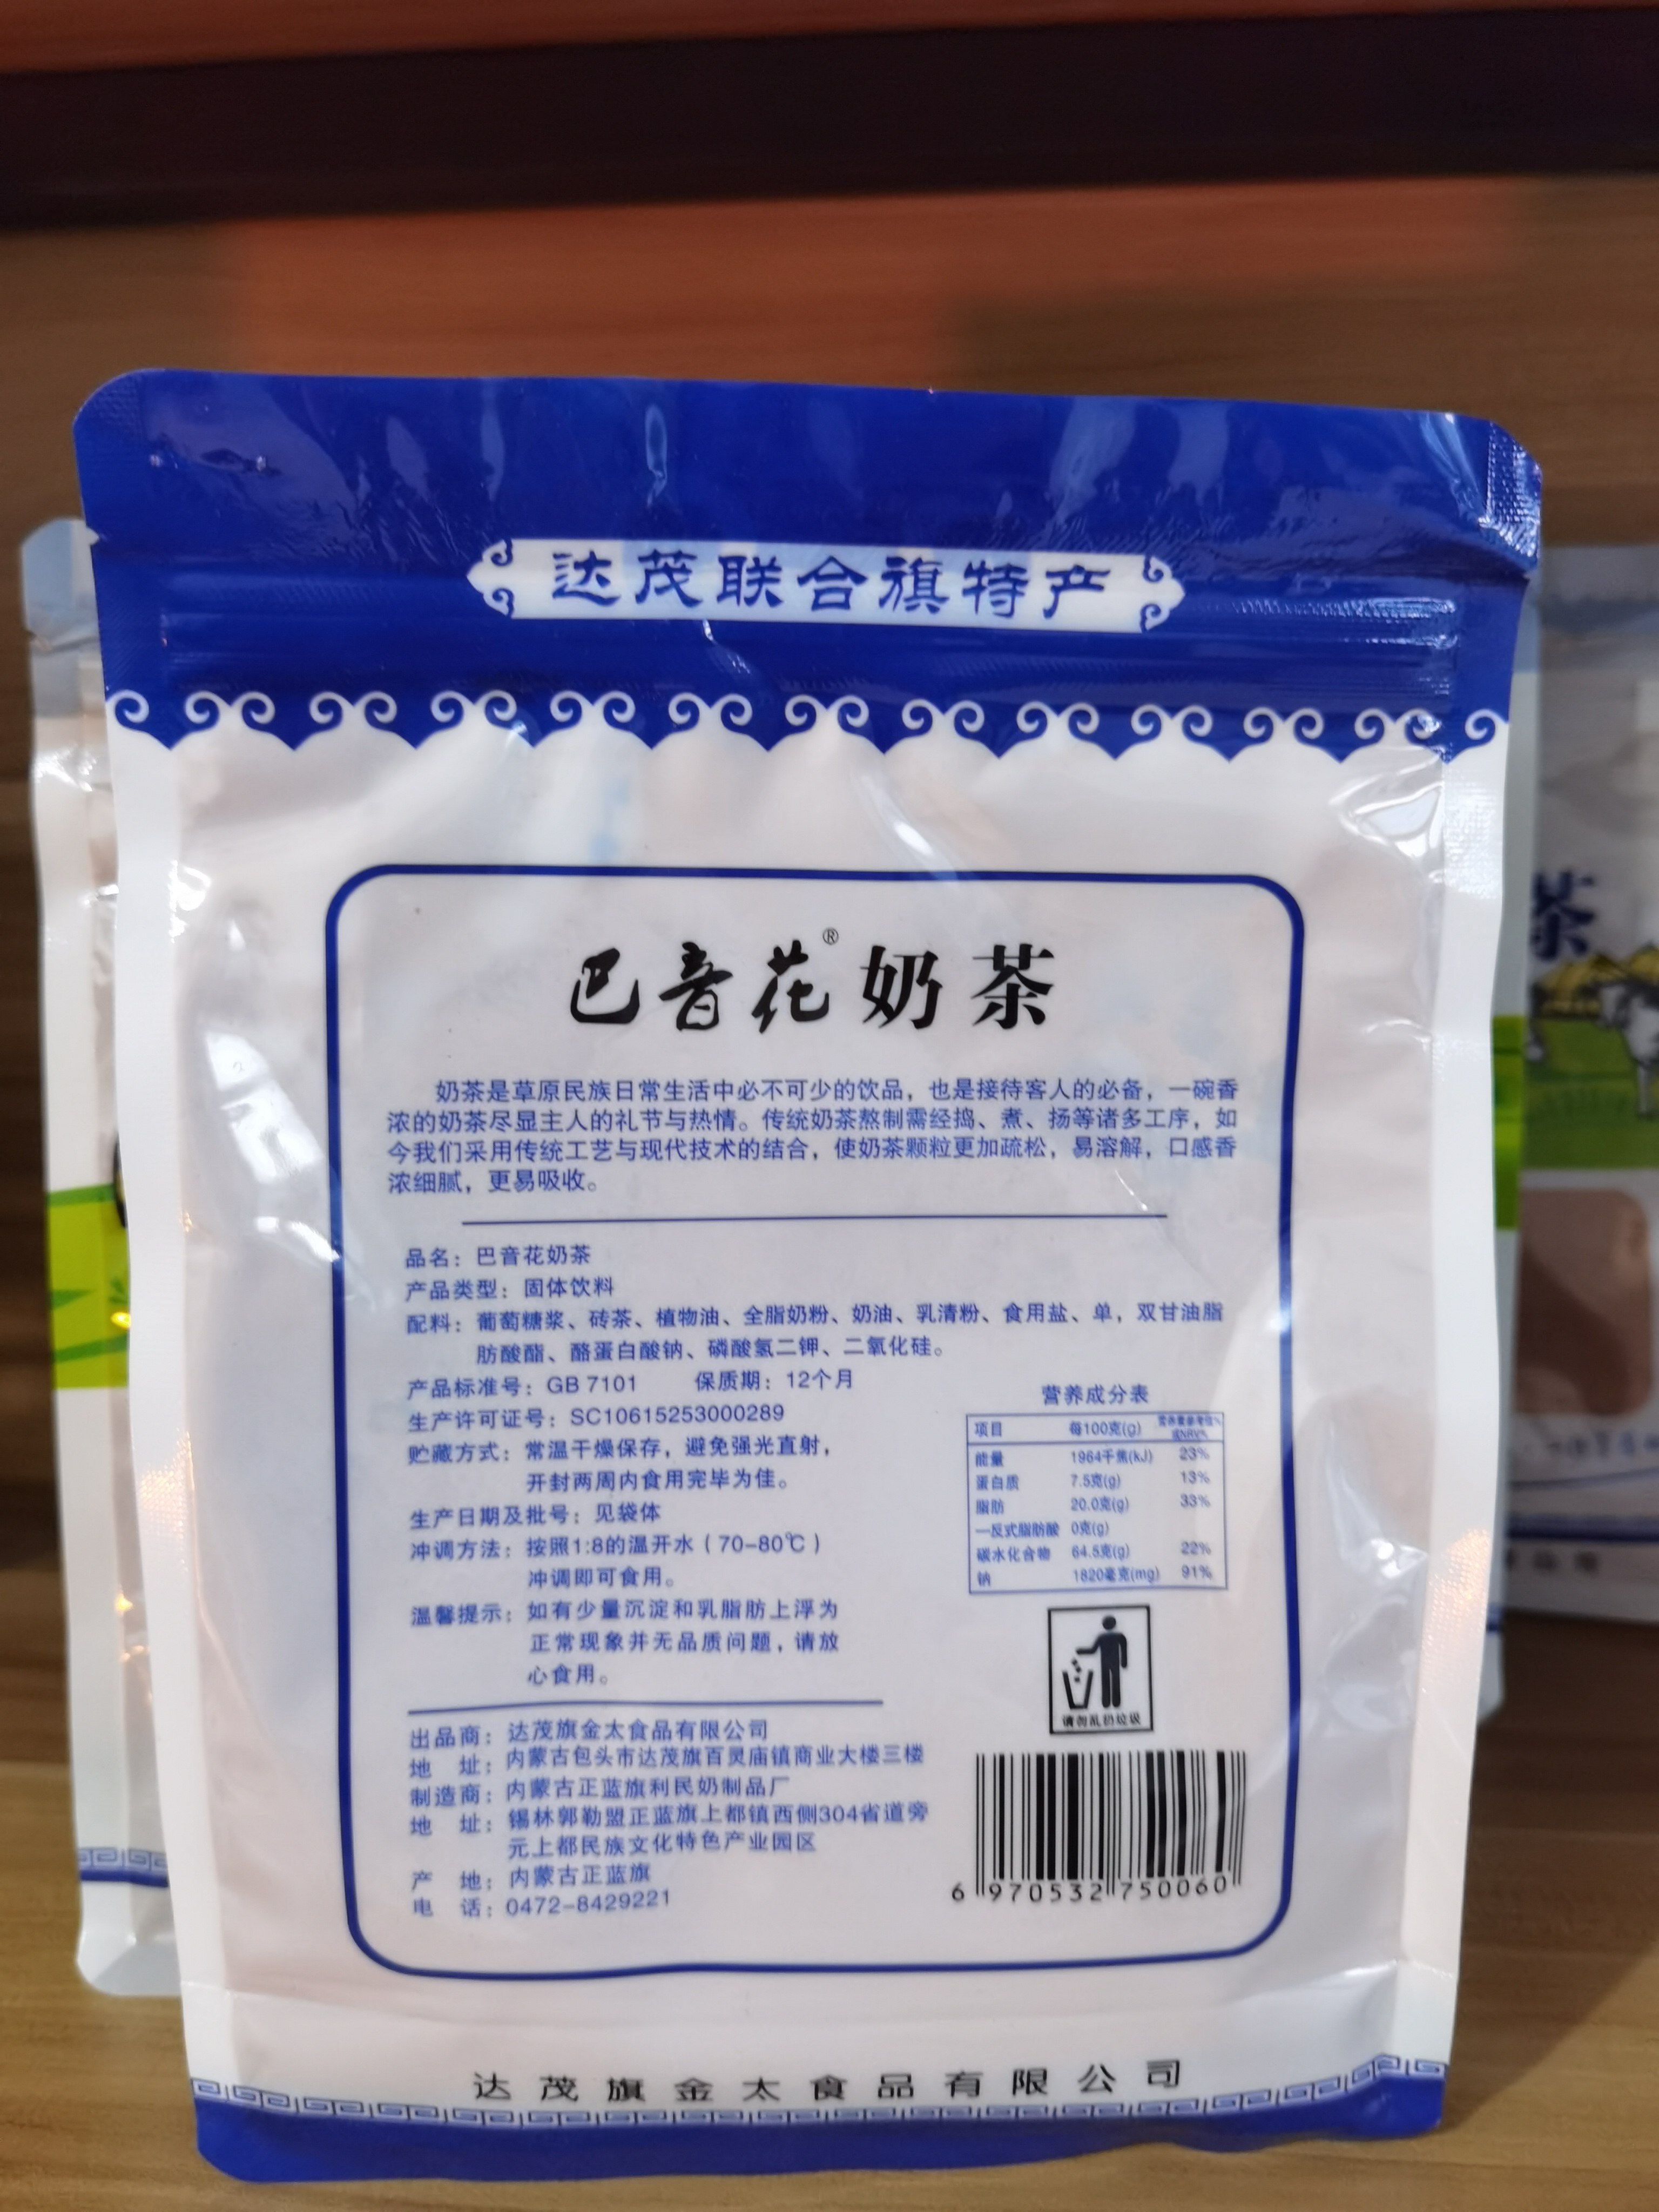 达茂联合旗特产
巴音花®奶茶
奶茶是草原民族日常生活中必不可少的饮品，也是接待客人的必备，一碗香
浓的奶茶尽显主人的礼节与热情。传统奶茶熬制需经捣、煮、扬等诸多工序，如
今我们采用传统工艺与现代技术的结合，使奶茶颗粒更加疏松，易溶解，口感香
浓细腻，更易吸收。
品名：巴音花奶茶
产品类型：固体饮料
配料：葡萄糖浆、砖茶、植物油、全脂奶粉、奶油、乳清粉、食用盐、单，双甘油脂
肪酸酯、酪蛋白酸钠、磷酸氢二钾、二氧化硅。
产品标准号：GB 7101 保质期：12个月
生产许可证号：SC10615253000289
贮藏方式：常温干燥保存，避免强光直射，
开封两周内食用完毕为佳。
生产日期及批号：见袋体
冲调方法：按照1:8的温开水（70-80℃）
冲调即可食用。
温馨提示：如有少量沉淀和乳脂肪上浮为
正常现象并无品质问题，请放
心食用。
营养成分表
项目 每100克(g) 营养素参考值%或NRV%
能量 1964千焦(kJ) 23%
蛋白质 7.5克(g) 13%
脂肪 20.0克(g) 33%
—反式脂肪酸 0克(g)
碳水化合物 64.5克(g) 22%
钠 1820毫克(mg) 91%
请勿乱扔垃圾
出品商：达茂旗金太食品有限公司
地 址：内蒙古包头市达茂旗百灵庙镇商业大楼三楼
制造商：内蒙古正蓝旗利民奶制品厂
地 址：锡林郭勒盟正蓝旗上都镇西侧304省道旁
元上都民族文化特色产业园区
产 地：内蒙古正蓝旗
电 话：0472-8429221
6 970532 750060
达茂旗金太食品有限公司
茶